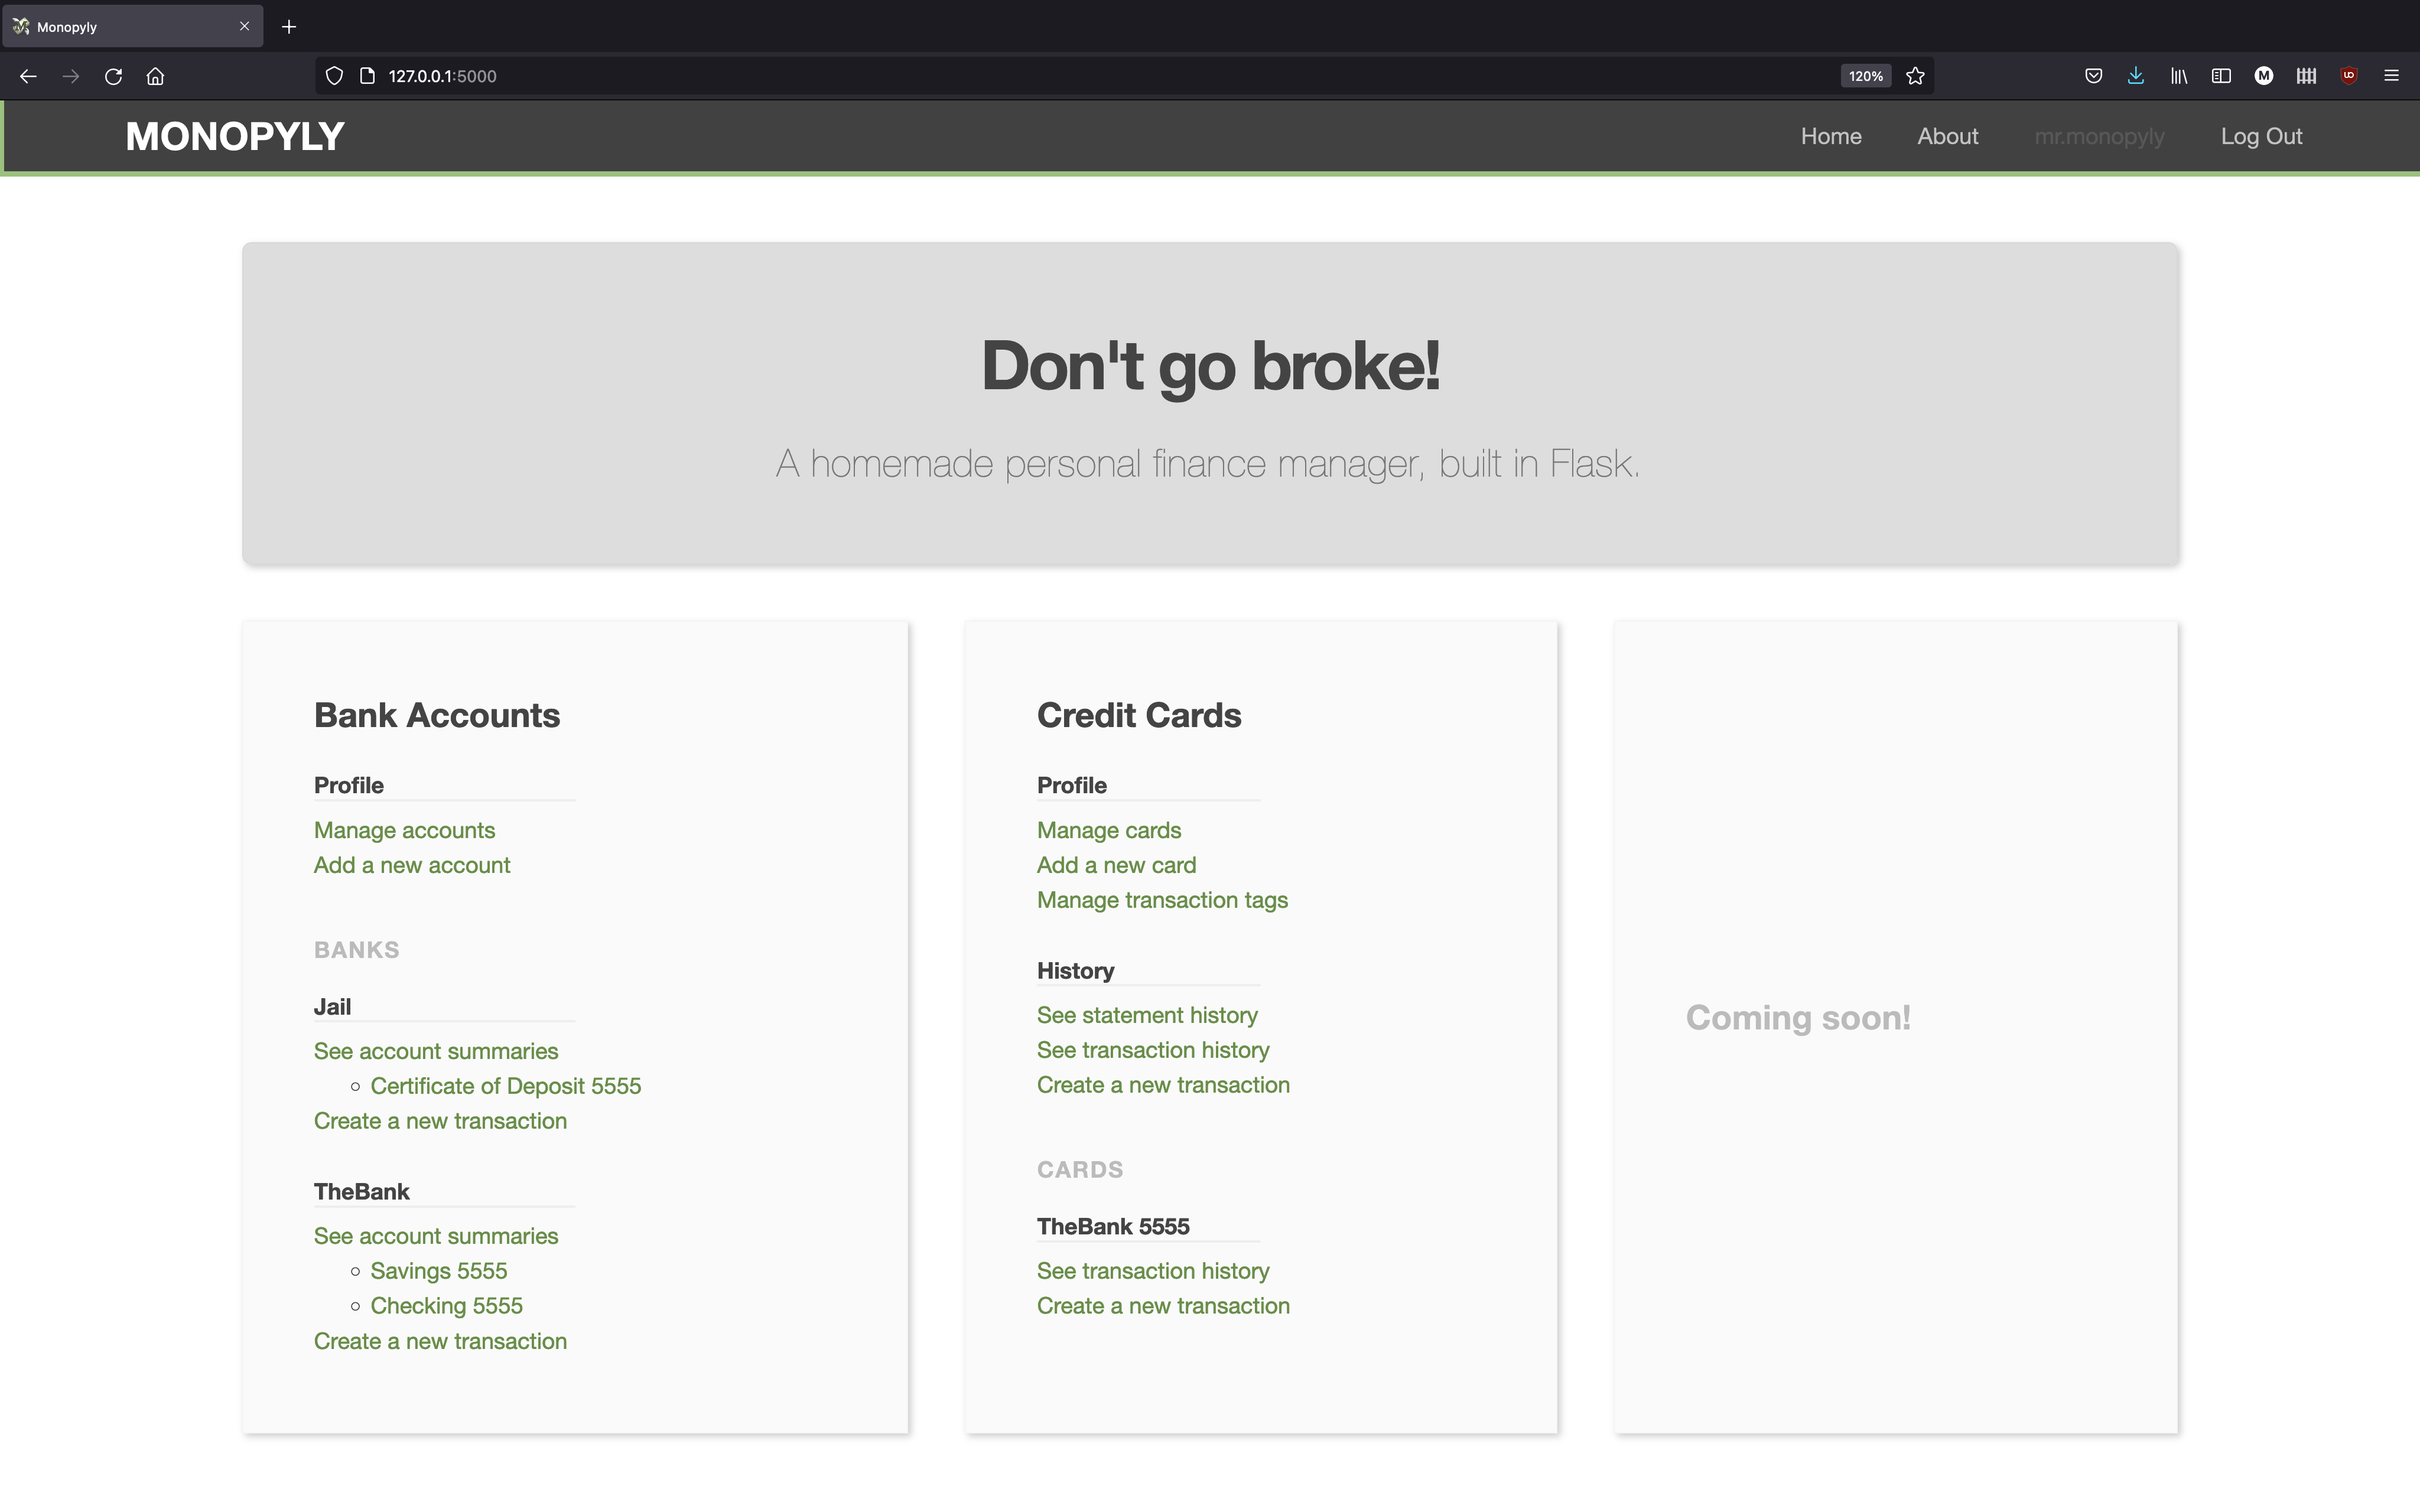 Monopyly
127.0.0.1:5000
120%
MONOPYLY
Home
About
mr.monopyly
Log Out
Don't go broke!
A homemade personal finance manager, built in Flask.
Bank Accounts
Profile
Manage accounts
Add a new account
BANKS
Jail
See account summaries
Certificate of Deposit 5555
Create a new transaction
TheBank
See account summaries
Savings 5555
Checking 5555
Create a new transaction
Credit Cards
Profile
Manage cards
Add a new card
Manage transaction tags
History
See statement history
See transaction history
Create a new transaction
CARDS
TheBank 5555
See transaction history
Create a new transaction
Coming soon!